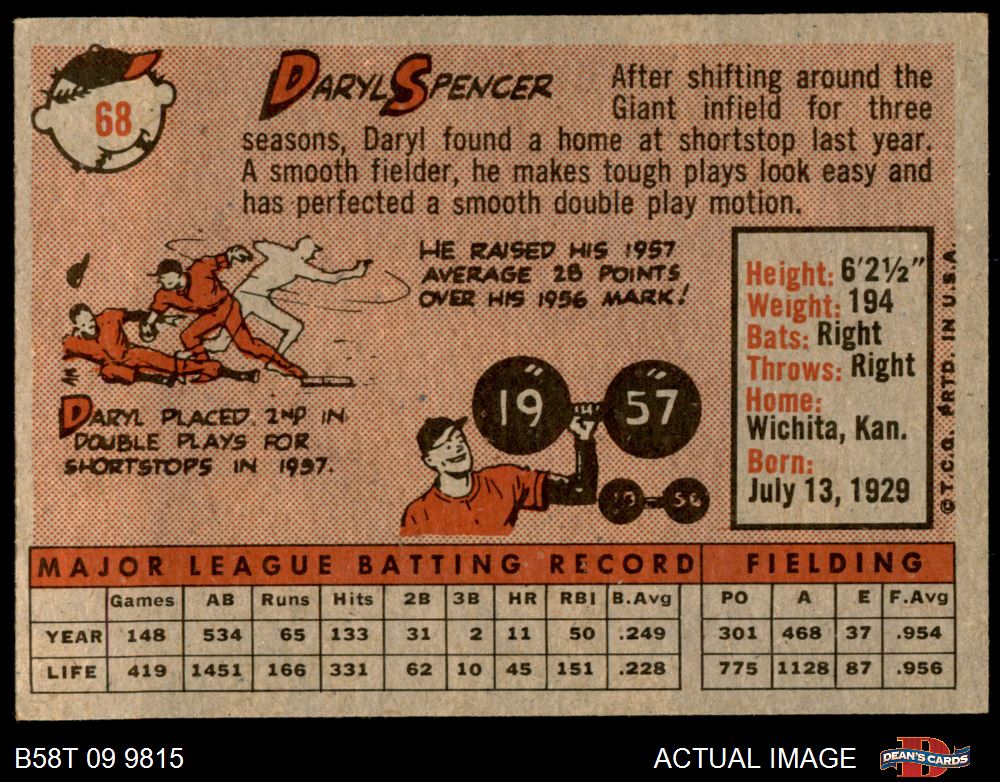 68
DARYL SPENCER
After shifting around the
Giant infield for three
seasons, Daryl found a home at shortstop last year.
A smooth fielder, he makes tough plays look easy and
has perfected a smooth double play motion.
HE RAISED HIS 1957
AVERAGE 28 POINTS
OVER HIS 1956 MARK!
DARYL PLACED 2ND IN
DOUBLE PLAYS FOR
SHORTSTOPS IN 1957.
19 57
19 56
Height: 6'2½"
Weight: 194
Bats: Right
Throws: Right
Home:
Wichita, Kan.
Born:
July 13, 1929
© T.C.G. PRTD. IN U.S.A.
MAJOR LEAGUE BATTING RECORD FIELDING
Games AB Runs Hits 2B 3B HR RBI B.Avg PO A E F.Avg
YEAR 148 534 65 133 31 2 11 50 .249 301 468 37 .954
LIFE 419 1451 166 331 62 10 45 151 .228 775 1128 87 .956
B58T 09 9815
ACTUAL IMAGE
DEAN'S CARDS